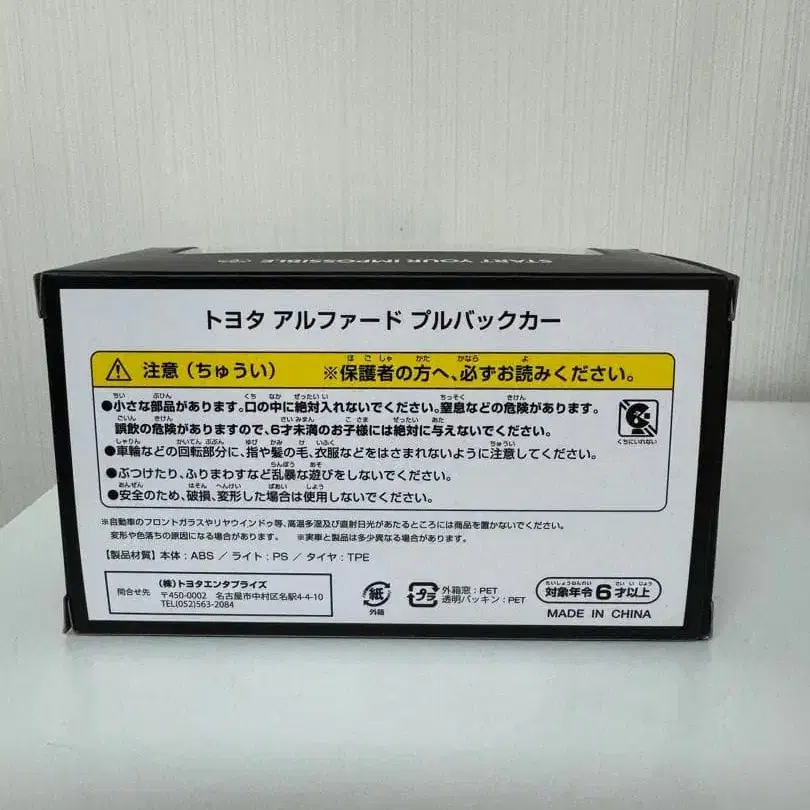 START YOUR IMPOSSIBLE
トヨタ アルファード プルバックカー
注意（ちゅうい） ※保護者の方へ、必ずお読みください。
●小さな部品があります。口の中に絶対入れないでください。窒息などの危険があります。
誤飲の危険がありますので、6才未満のお子様には絶対に与えないでください。
くちにいれない
●車輪などの回転部分に、指や髪の毛、衣服などをはさまれないように注意してください。
●ぶつけたり、ふりまわすなど乱暴な遊びをしないでください。
●安全のため、破損、変形した場合は使用しないでください。
※自動車のフロントガラスやリヤウインドゥ等、高温多湿及び直射日光があたるところには商品を置かないでください。
変形や色落ちの原因になる場合があります。 ※実車と製品は多少異なる場合があります。
【製品材質】本体：ABS ／ ライト：PS ／ タイヤ：TPE
問合せ先
（株）トヨタエンタプライズ
〒450-0002 名古屋市中村区名駅4-4-10
TEL(052)563-2084
紙
外箱
プラ
外箱窓：PET
透明パッキン：PET
対象年令6才以上
MADE IN CHINA